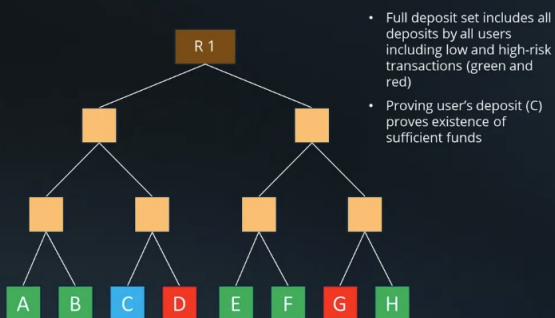 R 1
• Full deposit set includes all
deposits by all users
including low and high-risk
transactions (green and
red)
• Proving user's deposit (C)
proves existence of
sufficient funds
A B C D E F G H